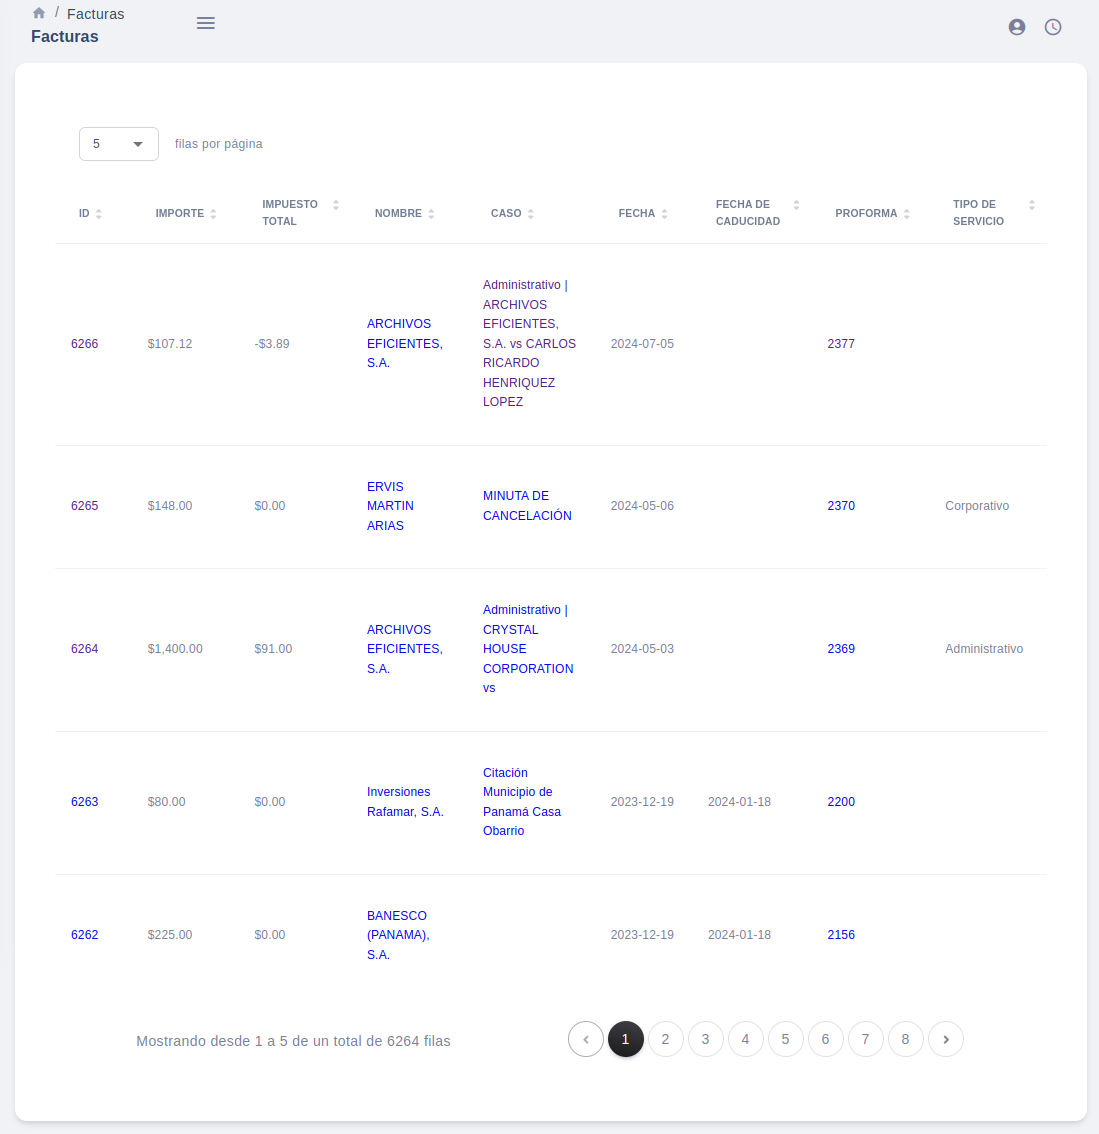 / Facturas
Facturas
5 filas por página
ID IMPORTE IMPUESTO TOTAL NOMBRE CASO FECHA FECHA DE CADUCIDAD PROFORMA TIPO DE SERVICIO
6266 $107.12 -$3.89
ARCHIVOS
EFICIENTES,
S.A.
Administrativo |
ARCHIVOS
EFICIENTES,
S.A. vs CARLOS
RICARDO
HENRIQUEZ
LOPEZ
2024-07-05 2377
6265 $148.00 $0.00
ERVIS
MARTIN
ARIAS
MINUTA DE
CANCELACIÓN
2024-05-06 2370 Corporativo
6264 $1,400.00 $91.00
ARCHIVOS
EFICIENTES,
S.A.
Administrativo |
CRYSTAL
HOUSE
CORPORATION
vs
2024-05-03 2369 Administrativo
6263 $80.00 $0.00
Inversiones
Rafamar, S.A.
Citación
Municipio de
Panamá Casa
Obarrio
2023-12-19 2024-01-18 2200
6262 $225.00 $0.00
BANESCO
(PANAMA),
S.A.
2023-12-19 2024-01-18 2156
Mostrando desde 1 a 5 de un total de 6264 filas
‹ 1 2 3 4 5 6 7 8 ›